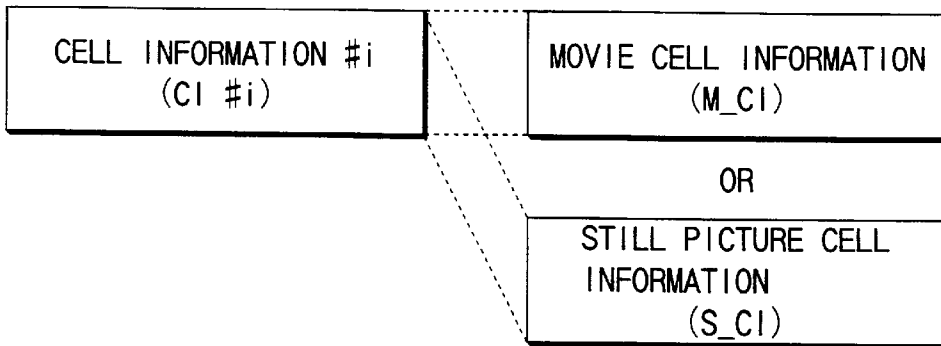 CELL INFORMATION #i
(CI #i)
MOVIE CELL INFORMATION
(M_CI)
OR
STILL PICTURE CELL
INFORMATION
(S_CI)